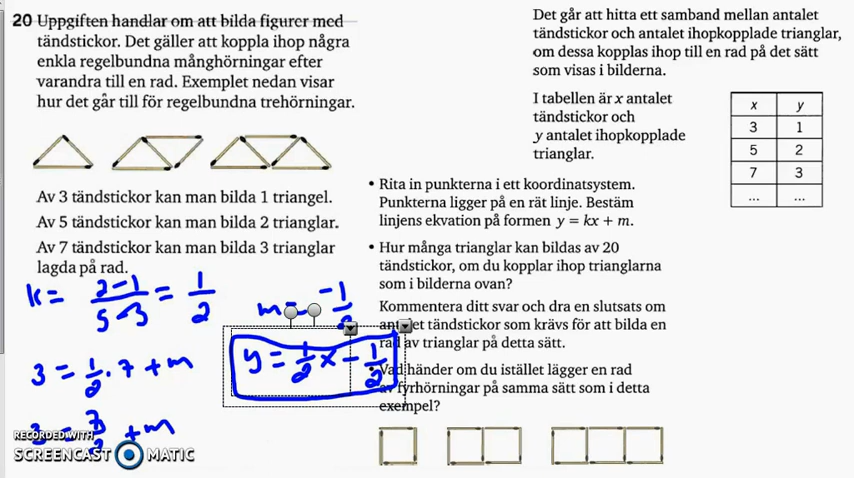 20 Uppgiften handlar om att bilda figurer med
tändstickor. Det gäller att koppla ihop några
enkla regelbundna månghörningar efter
varandra till en rad. Exemplet nedan visar
hur det går till för regelbundna trehörningar.
Av 3 tändstickor kan man bilda 1 triangel.
Av 5 tändstickor kan man bilda 2 trianglar.
Av 7 tändstickor kan man bilda 3 trianglar
lagda på rad.
k = 2-1/5-3 = 1/2
m = -1/2
3 = 1/2 · 7 + m
y = 1/2 x - 1/2
3 = 7/2 + m
RECORDED WITH
SCREENCAST MATIC
Det går att hitta ett samband mellan antalet
tändstickor och antalet ihopkopplade trianglar,
om dessa kopplas ihop till en rad på det sätt
som visas i bilderna.
I tabellen är x antalet
tändstickor och
y antalet ihopkopplade
trianglar.
x y
3 1
5 2
7 3
... ...
• Rita in punkterna i ett koordinatsystem.
Punkterna ligger på en rät linje. Bestäm
linjens ekvation på formen y = kx + m.
• Hur många trianglar kan bildas av 20
tändstickor, om du kopplar ihop trianglarna
som i bilderna ovan?
Kommentera ditt svar och dra en slutsats om
antalet tändstickor som krävs för att bilda en
rad av trianglar på detta sätt.
• Vad händer om du istället lägger en rad
av fyrhörningar på samma sätt som i detta
exempel?